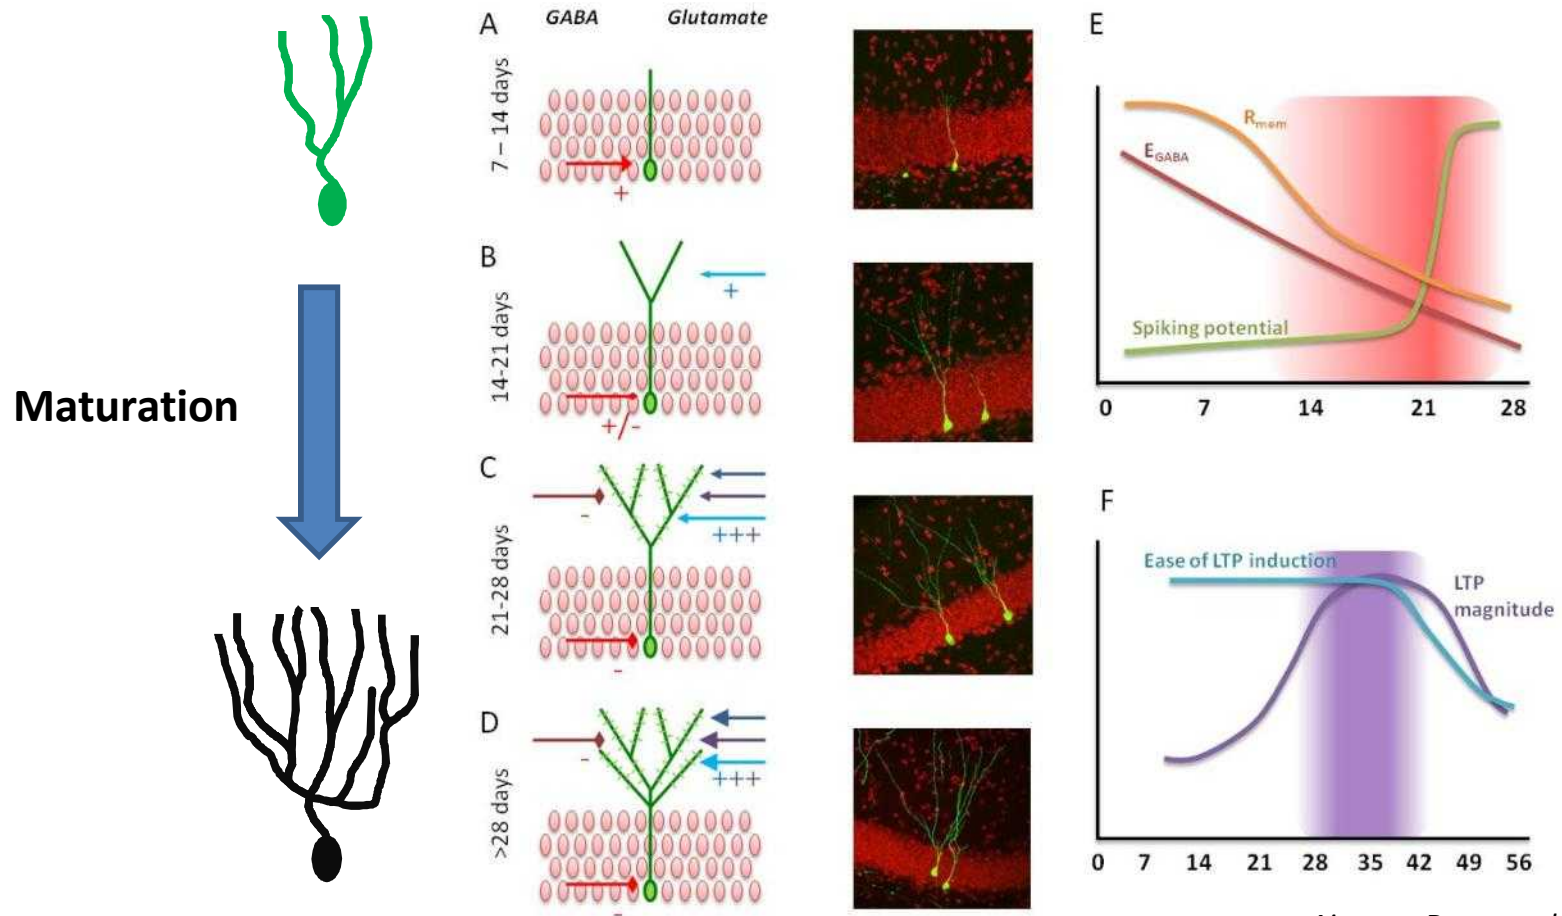 Maturation
A
GABA
Glutamate
7 – 14 days
+
B
14-21 days
+
+/-
C
21-28 days
-
+++
-
D
>28 days
-
+++
-
E
Rmem
EGABA
Spiking potential
0 7 14 21 28
F
Ease of LTP induction
LTP
magnitude
0 7 14 21 28 35 42 49 56